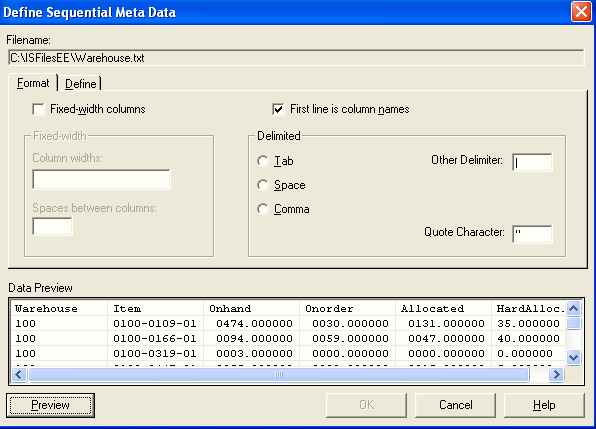 Define Sequential Meta Data
Filename:
C:\ISFilesEE\Warehouse.txt
Format Define
Fixed-width columns First line is column names
Fixed-width Delimited
Column widths: Tab Other Delimiter: |
Space
Spaces between columns: Comma
Quote Character: "
Data Preview
Warehouse Item Onhand Onorder Allocated HardAlloc.
100 0100-0109-01 0474.000000 0030.000000 0131.000000 35.000000
100 0100-0166-01 0094.000000 0059.000000 0047.000000 40.000000
100 0100-0319-01 0003.000000 0000.000000 0000.000000 0.000000
Preview OK Cancel Help